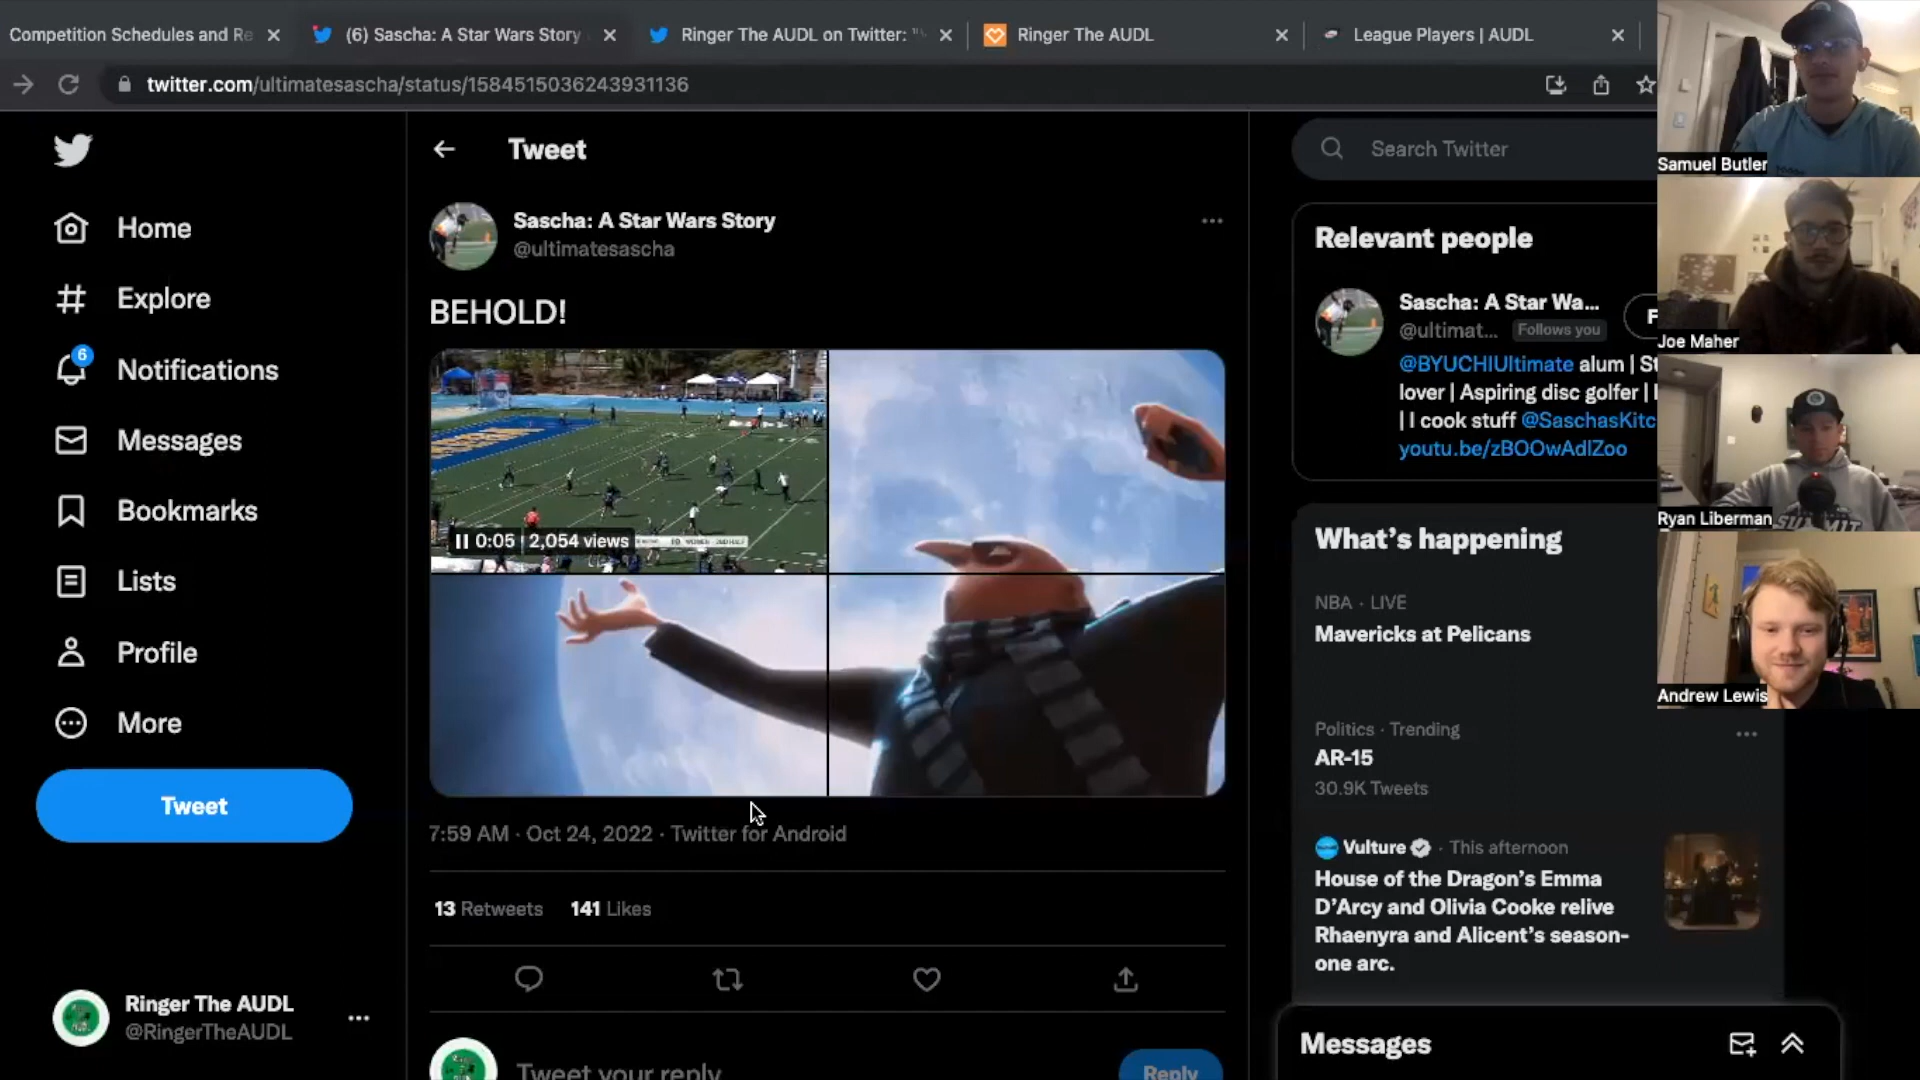 Competition Schedules and Re
(6) Sascha: A Star Wars Story
Ringer The AUDL on Twitter: "
Ringer The AUDL
League Players | AUDL
twitter.com/ultimatesascha/status/1584515036243931136
Home
Explore
6
Notifications
Messages
Bookmarks
Lists
Profile
More
Tweet
Ringer The AUDL
@RingerTheAUDL
Tweet
Sascha: A Star Wars Story
@ultimatesascha
BEHOLD!
0:05 | 2,054 views
7:59 AM · Oct 24, 2022 · Twitter for Android
13 Retweets 141 Likes
Tweet your reply
Reply
Search Twitter
Relevant people
Sascha: A Star Wa...
@ultimat... Follows you
F
@BYUCHIUltimate alum | St
lover | Aspiring disc golfer |
| I cook stuff @SaschasKitc
youtu.be/zBOOwAdlZoo
What's happening
NBA · LIVE
Mavericks at Pelicans
Politics · Trending
AR-15
30.9K Tweets
Vulture · This afternoon
House of the Dragon's Emma
D'Arcy and Olivia Cooke relive
Rhaenyra and Alicent's season-
one arc.
Messages
Samuel Butler
Joe Maher
Ryan Liberman
SUMMIT
Andrew Lewis